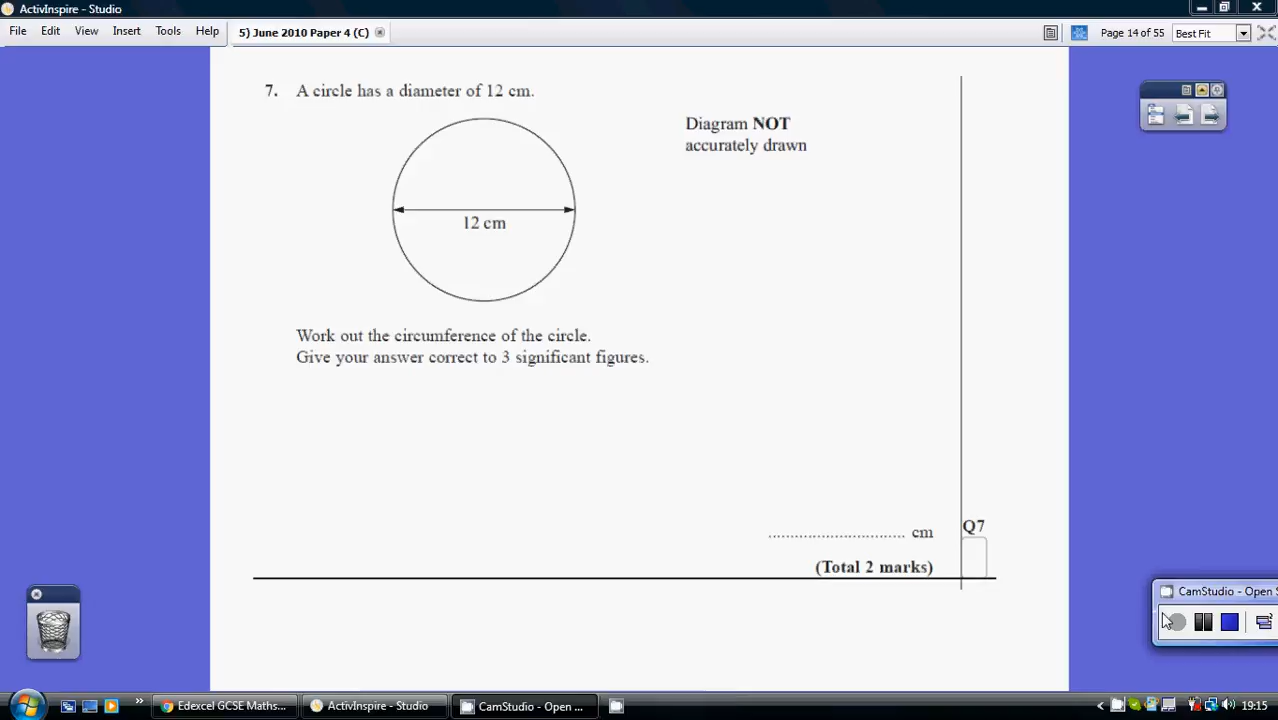 ActivInspire - Studio
File Edit View Insert Tools Help
5) June 2010 Paper 4 (C)
Page 14 of 55
Best Fit
7. A circle has a diameter of 12 cm.
Diagram NOT
accurately drawn
12 cm
Work out the circumference of the circle.
Give your answer correct to 3 significant figures.
.............................. cm
Q7
(Total 2 marks)
CamStudio - Open S
Edexcel GCSE Maths...
ActivInspire - Studio
CamStudio - Open ...
19:15